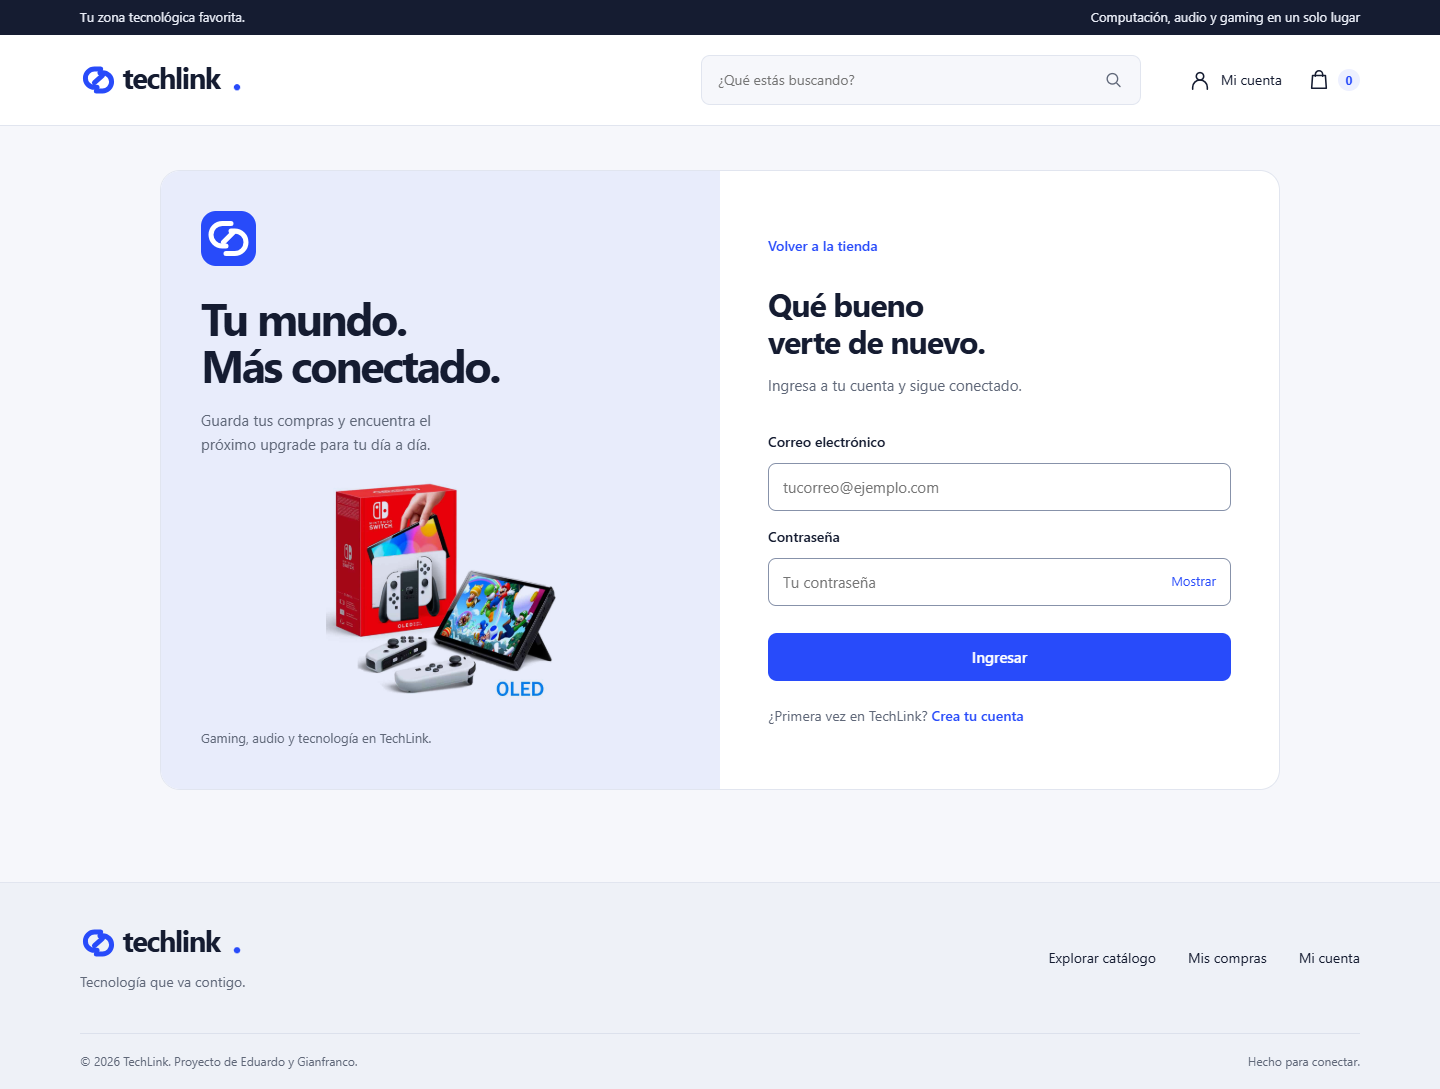 Tu zona tecnológica favorita.
Computación, audio y gaming en un solo lugar
techlink .
¿Qué estás buscando?
Mi cuenta
0
Tu mundo.
Más conectado.
Guarda tus compras y encuentra el
próximo upgrade para tu día a día.
NINTENDO
SWITCH
OLED
OLED
Gaming, audio y tecnología en TechLink.
Volver a la tienda
Qué bueno
verte de nuevo.
Ingresa a tu cuenta y sigue conectado.
Correo electrónico
tucorreo@ejemplo.com
Contraseña
Tu contraseña
Mostrar
Ingresar
¿Primera vez en TechLink? Crea tu cuenta
techlink .
Tecnología que va contigo.
Explorar catálogo
Mis compras
Mi cuenta
© 2026 TechLink. Proyecto de Eduardo y Gianfranco.
Hecho para conectar.